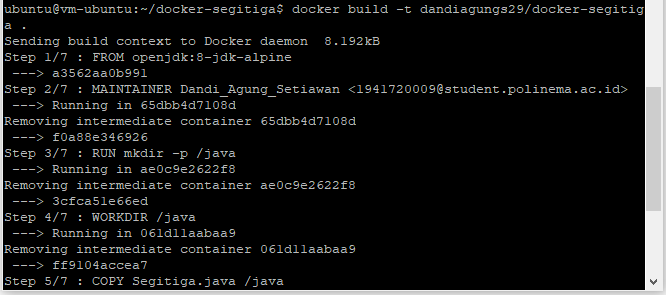 ubuntu@vm-ubuntu:~/docker-segitiga$ docker build -t dandiagungs29/docker-segitig
a .
Sending build context to Docker daemon  8.192kB
Step 1/7 : FROM openjdk:8-jdk-alpine
 ---> a3562aa0b991
Step 2/7 : MAINTAINER Dandi_Agung_Setiawan <1941720009@student.polinema.ac.id>
 ---> Running in 65dbb4d7108d
Removing intermediate container 65dbb4d7108d
 ---> f0a88e346926
Step 3/7 : RUN mkdir -p /java
 ---> Running in ae0c9e2622f8
Removing intermediate container ae0c9e2622f8
 ---> 3cfca51e66ed
Step 4/7 : WORKDIR /java
 ---> Running in 061d11aabaa9
Removing intermediate container 061d11aabaa9
 ---> ff9104accea7
Step 5/7 : COPY Segitiga.java /java